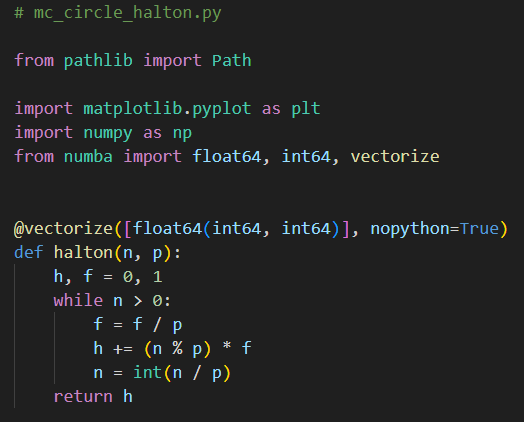 # mc_circle_halton.py
from pathlib import Path
import matplotlib.pyplot as plt
import numpy as np
from numba import float64, int64, vectorize
@vectorize([float64(int64, int64)], nopython=True)
def halton(n, p):
    h, f = 0, 1
    while n > 0:
        f = f / p
        h += (n % p) * f
        n = int(n / p)
    return h